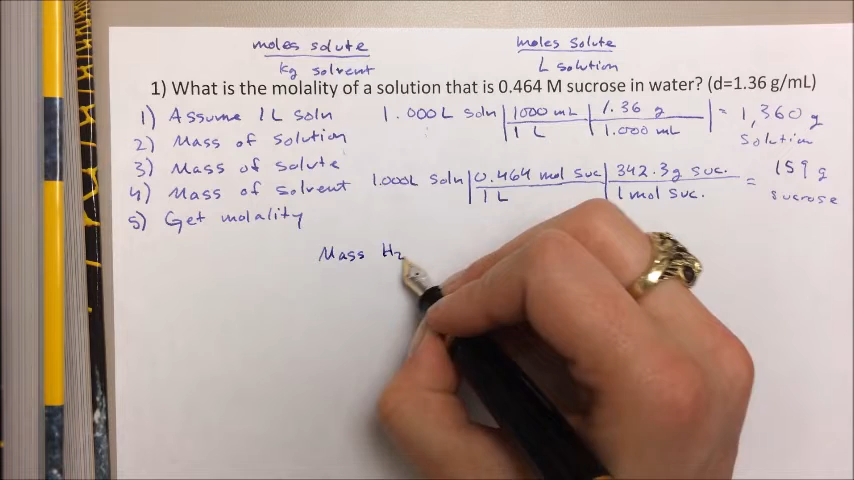 moles solute
kg solvent
moles solute
L solution
1) What is the molality of a solution that is 0.464 M sucrose in water? (d=1.36 g/mL)
1) Assume 1L soln
2) Mass of solution
3) Mass of solute
4) Mass of solvent
5) Get molality
1.000L soln | 1000 mL | 1.36 g = 1,360 g
1 L 1.000 mL solution
1.000L soln | 0.464 mol suc | 342.3g suc. = 159 g
1 L 1 mol suc. sucrose
Mass H2